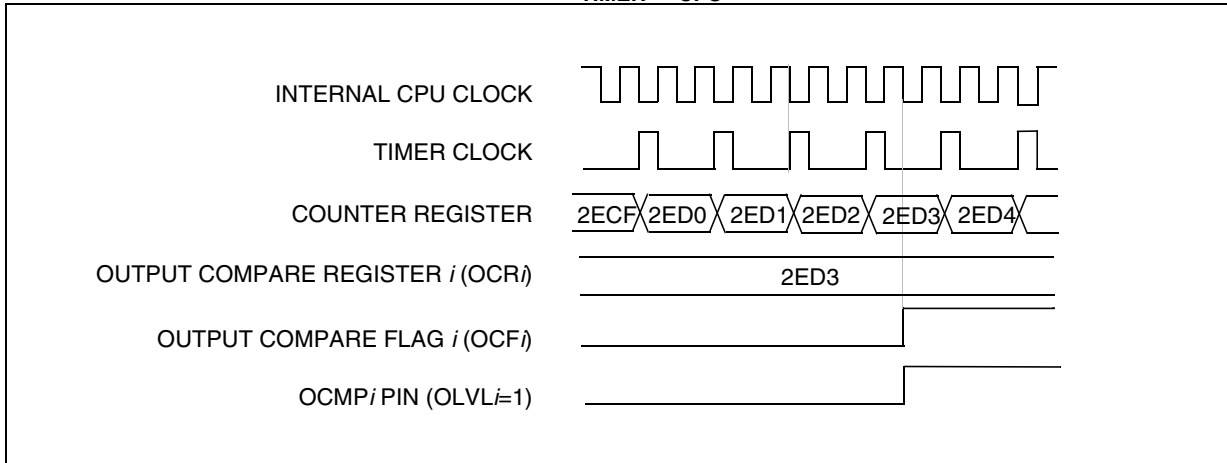 INTERNAL CPU CLOCK
TIMER CLOCK
COUNTER REGISTER 2ECF 2ED0 2ED1 2ED2 2ED3 2ED4
OUTPUT COMPARE REGISTER i (OCRi) 2ED3
OUTPUT COMPARE FLAG i (OCFi)
OCMPi PIN (OLVLi=1)